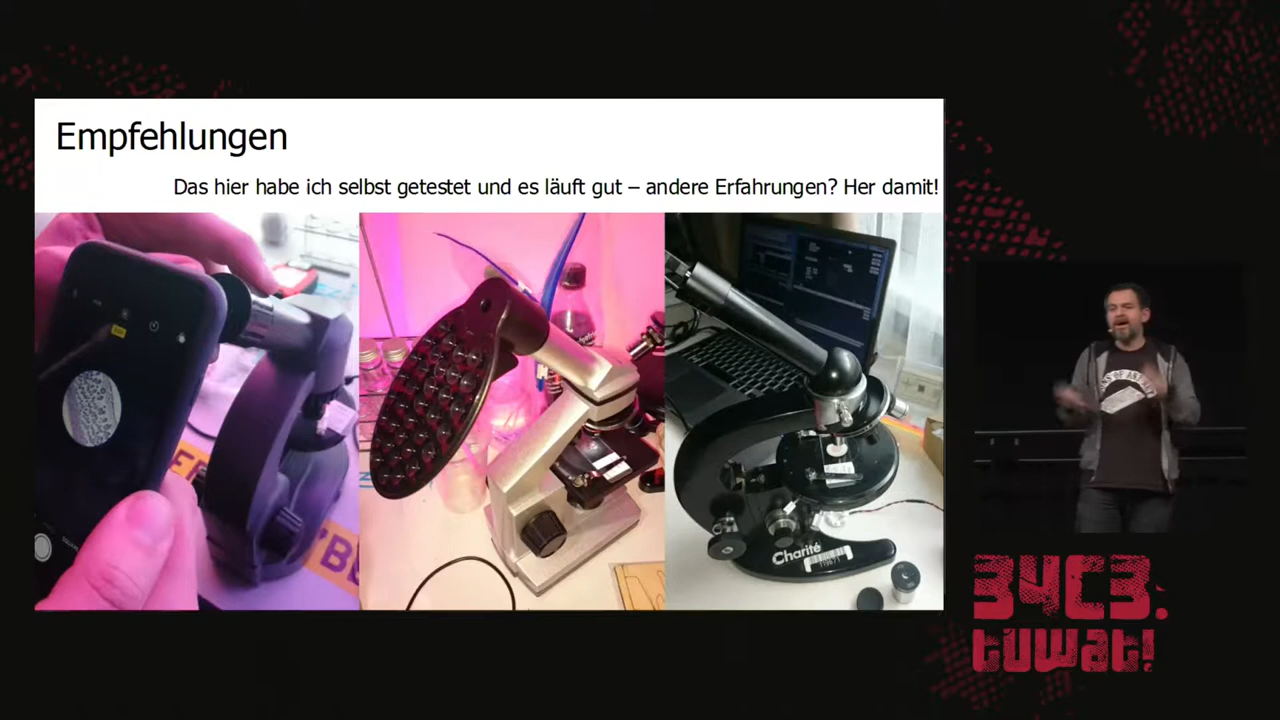 Empfehlungen
Das hier habe ich selbst getestet und es läuft gut – andere Erfahrungen? Her damit!
Charité
34C3.
tuwat!